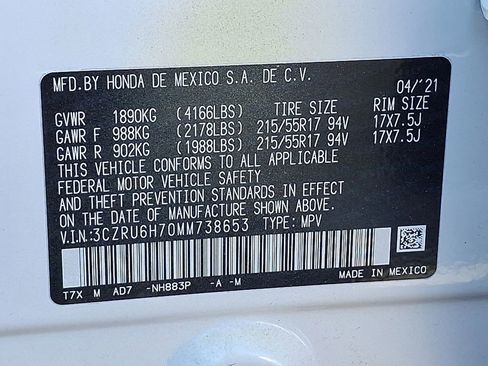 MFD.BY HONDA DE MEXICO S.A. DE C.V. 04/'21
GVWR 1890KG (4166LBS) TIRE SIZE RIM SIZE
GAWR F 988KG (2178LBS) 215/55R17 94V 17X7.5J
GAWR R 902KG (1988LBS) 215/55R17 94V 17X7.5J
THIS VEHICLE CONFORMS TO ALL APPLICABLE
FEDERAL MOTOR VEHICLE SAFETY
AND THEFT PREVENTION STANDARDS IN EFFECT
ON THE DATE OF MANUFACTURE SHOWN ABOVE.
V.I.N.:3CZRU6H70MM738653 TYPE: MPV
MADE IN MEXICO
T7X M AD7 -NH883P -A -M